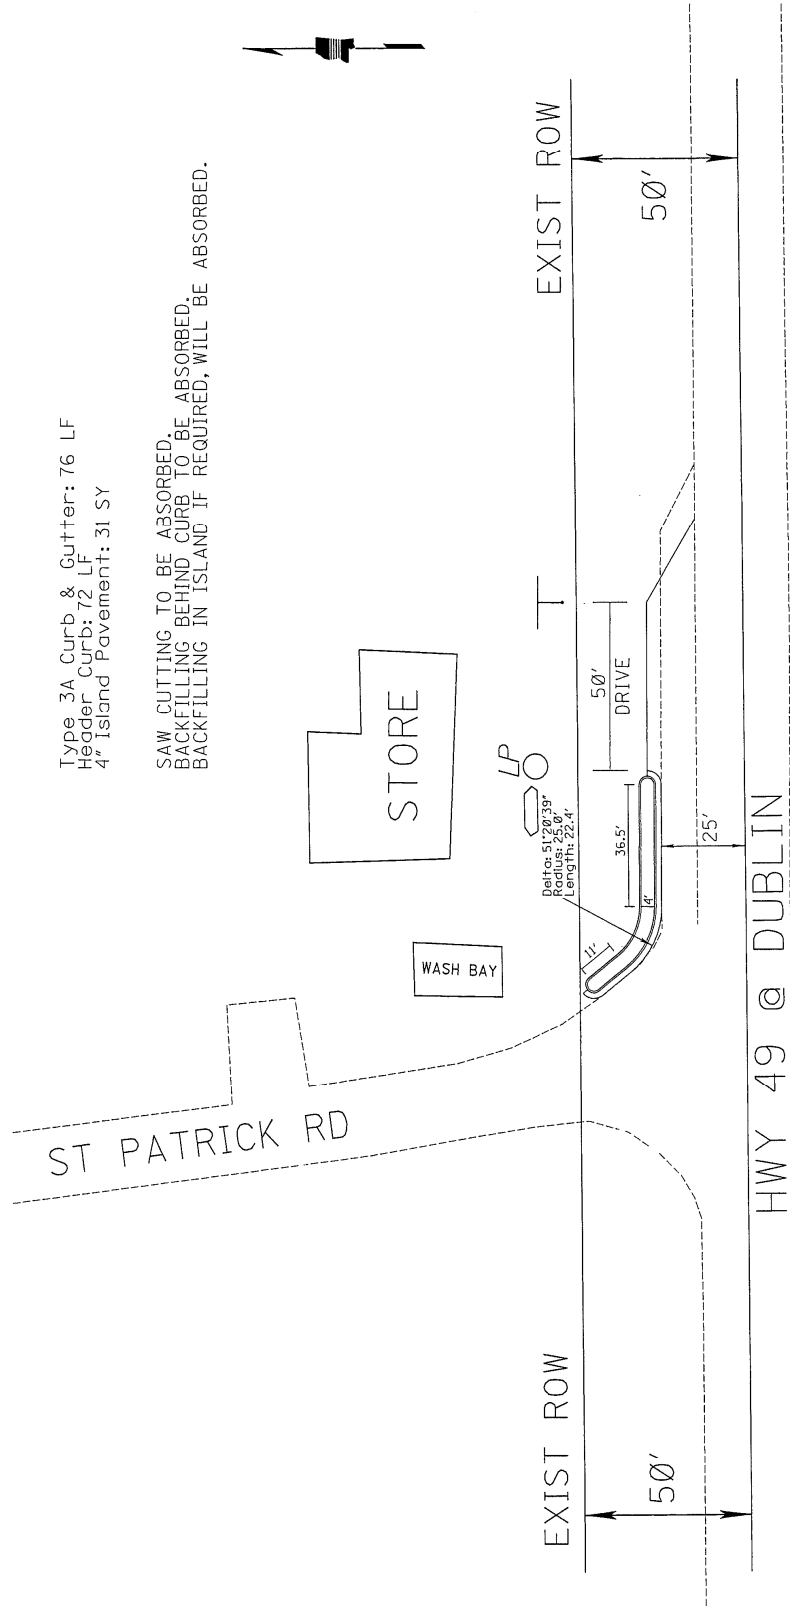 Type 3A Curb & Gutter: 76 LF
Header Curb: 72 LF
4" Island Pavement: 31 SY
SAW CUTTING TO BE ABSORBED.
BACKFILLING BEHIND CURB TO BE ABSORBED.
BACKFILLING IN ISLAND IF REQUIRED, WILL BE ABSORBED.
ST PATRICK RD
STORE
WASH BAY
LP
Delta: 51°20'39"
Radius: 25.0'
Length: 22.4'
EXIST ROW
EXIST ROW
11'
36.5'
4'
50'
DRIVE
50'
25'
50'
HWY 49 @ DUBLIN